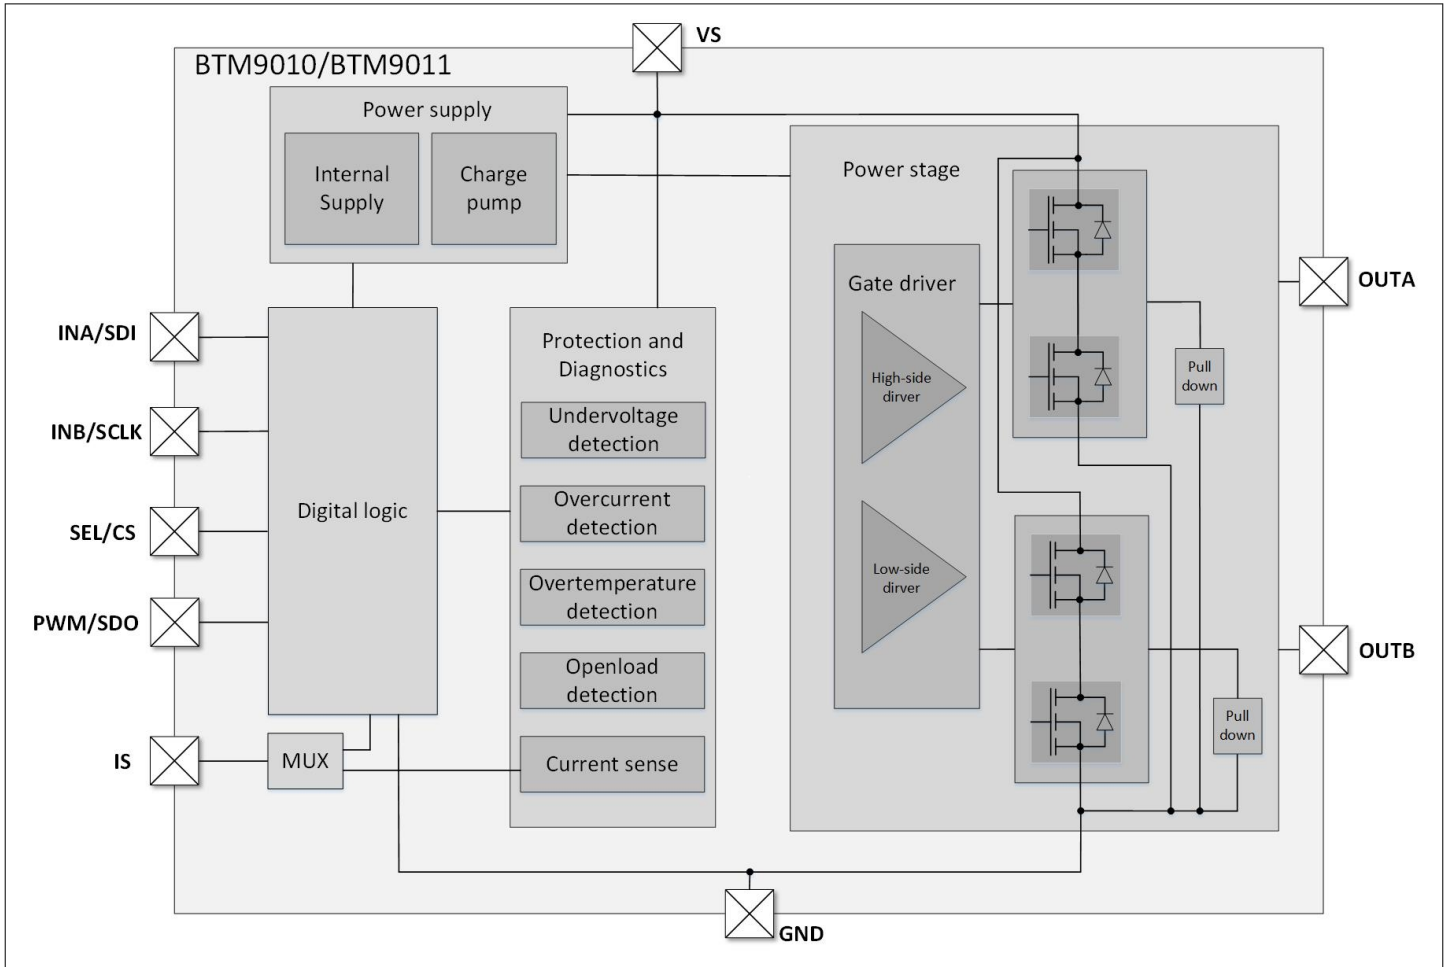 VS
BTM9010/BTM9011
Power supply
Internal
Supply
Charge
pump
Power stage
Gate driver
High-side
dirver
Low-side
dirver
Pull
down
Pull
down
OUTA
OUTB
INA/SDI
INB/SCLK
SEL/CS
PWM/SDO
IS
Digital logic
MUX
Protection and
Diagnostics
Undervoltage
detection
Overcurrent
detection
Overtemperature
detection
Openload
detection
Current sense
GND